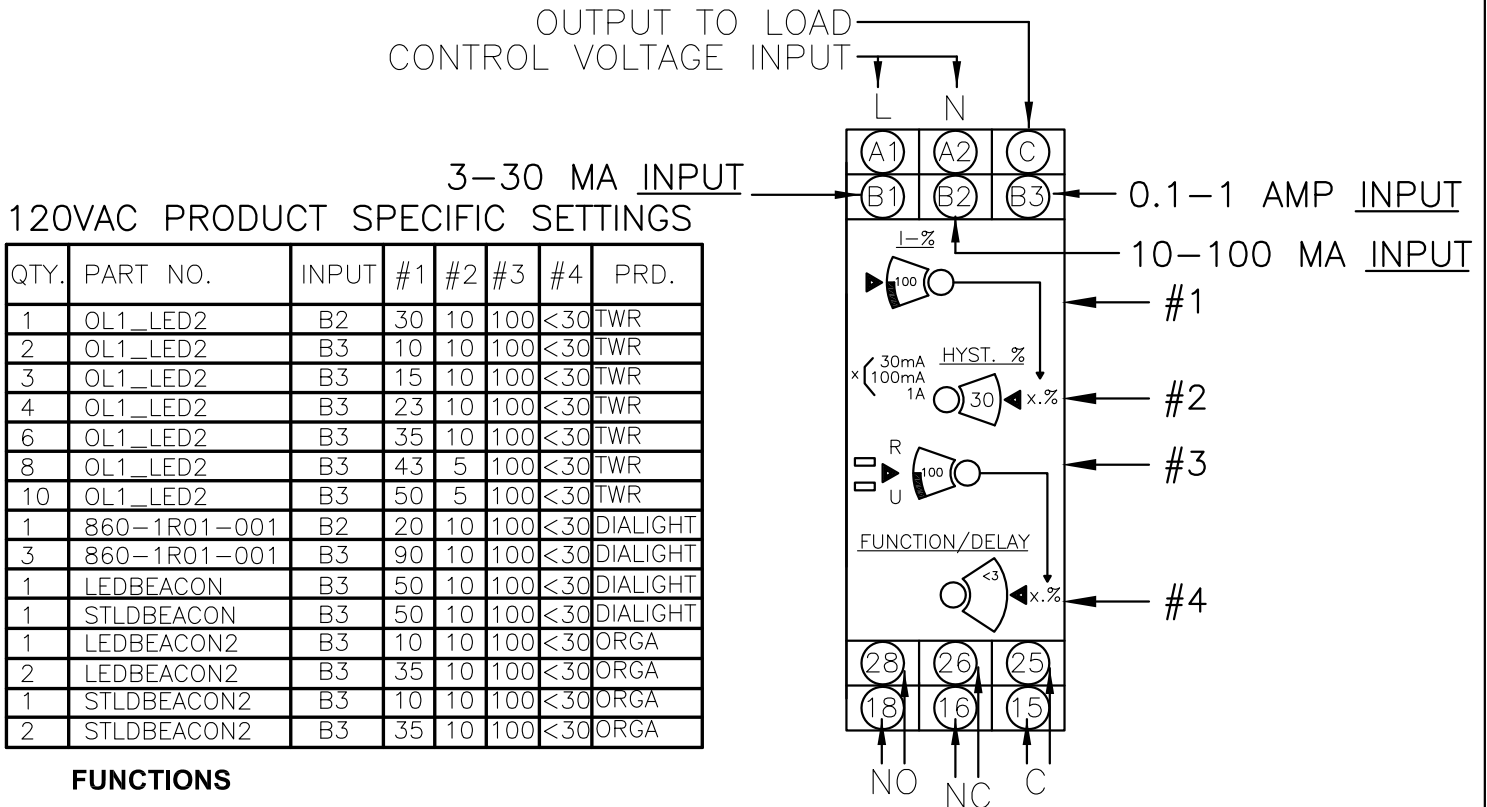 OUTPUT TO LOAD
CONTROL VOLTAGE INPUT
L N
A1 A2 C
3-30 MA INPUT
B1 B2 B3
0.1-1 AMP INPUT
10-100 MA INPUT
120VAC PRODUCT SPECIFIC SETTINGS
QTY. PART NO. INPUT #1 #2 #3 #4 PRD.
1 OL1_LED2 B2 30 10 100 <30 TWR
2 OL1_LED2 B3 10 10 100 <30 TWR
3 OL1_LED2 B3 15 10 100 <30 TWR
4 OL1_LED2 B3 23 10 100 <30 TWR
6 OL1_LED2 B3 35 10 100 <30 TWR
8 OL1_LED2 B3 43 5 100 <30 TWR
10 OL1_LED2 B3 50 5 100 <30 TWR
1 860-1R01-001 B2 20 10 100 <30 DIALIGHT
3 860-1R01-001 B3 90 10 100 <30 DIALIGHT
1 LEDBEACON B3 50 10 100 <30 DIALIGHT
1 STLDBEACON B3 50 10 100 <30 DIALIGHT
1 LEDBEACON2 B3 10 10 100 <30 ORGA
2 LEDBEACON2 B3 35 10 100 <30 ORGA
1 STLDBEACON2 B3 10 10 100 <30 ORGA
2 STLDBEACON2 B3 35 10 100 <30 ORGA
I-%
100
#1
HYST. %
x 30mA
100mA
1A
30
x.%
#2
R
100
U
#3
FUNCTION/DELAY
<3
x.%
#4
28 26 25
18 16 15
NO NC C
FUNCTIONS